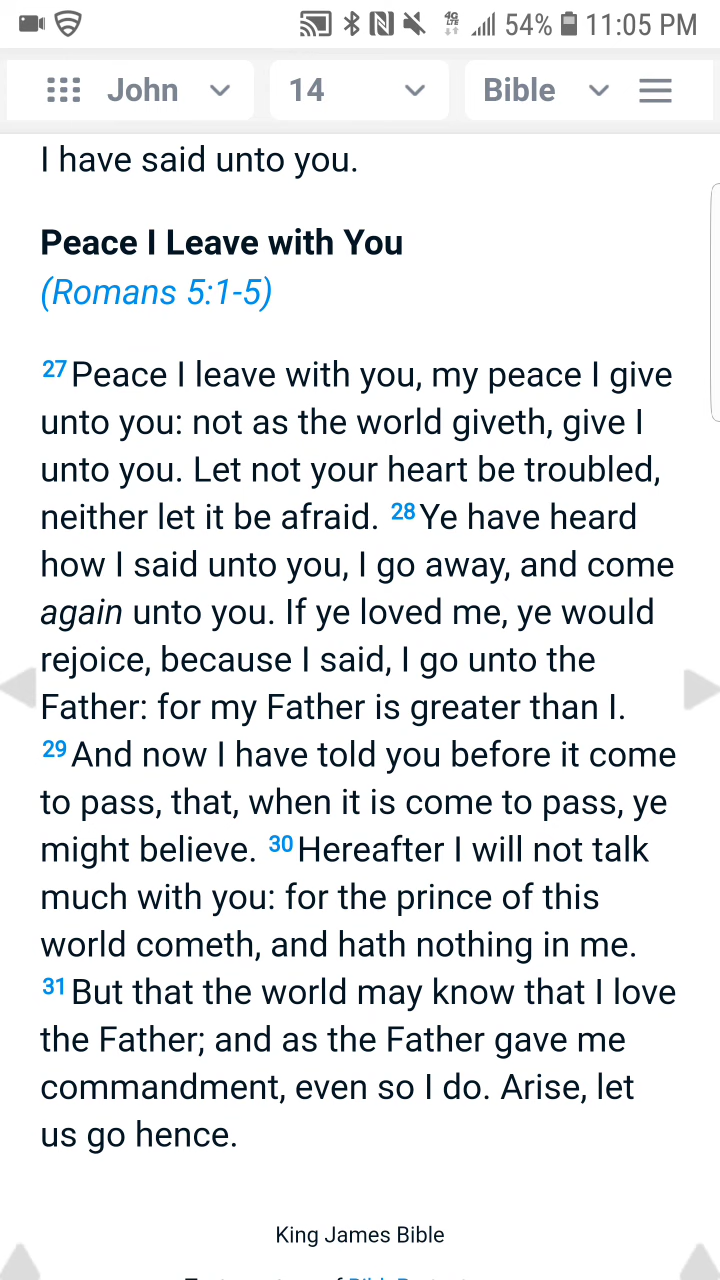 4G LTE 54% 11:05 PM
John 14 Bible
I have said unto you.
Peace I Leave with You
(Romans 5:1-5)
27 Peace I leave with you, my peace I give
unto you: not as the world giveth, give I
unto you. Let not your heart be troubled,
neither let it be afraid. 28 Ye have heard
how I said unto you, I go away, and come
again unto you. If ye loved me, ye would
rejoice, because I said, I go unto the
Father: for my Father is greater than I.
29 And now I have told you before it come
to pass, that, when it is come to pass, ye
might believe. 30 Hereafter I will not talk
much with you: for the prince of this
world cometh, and hath nothing in me.
31 But that the world may know that I love
the Father; and as the Father gave me
commandment, even so I do. Arise, let
us go hence.
King James Bible